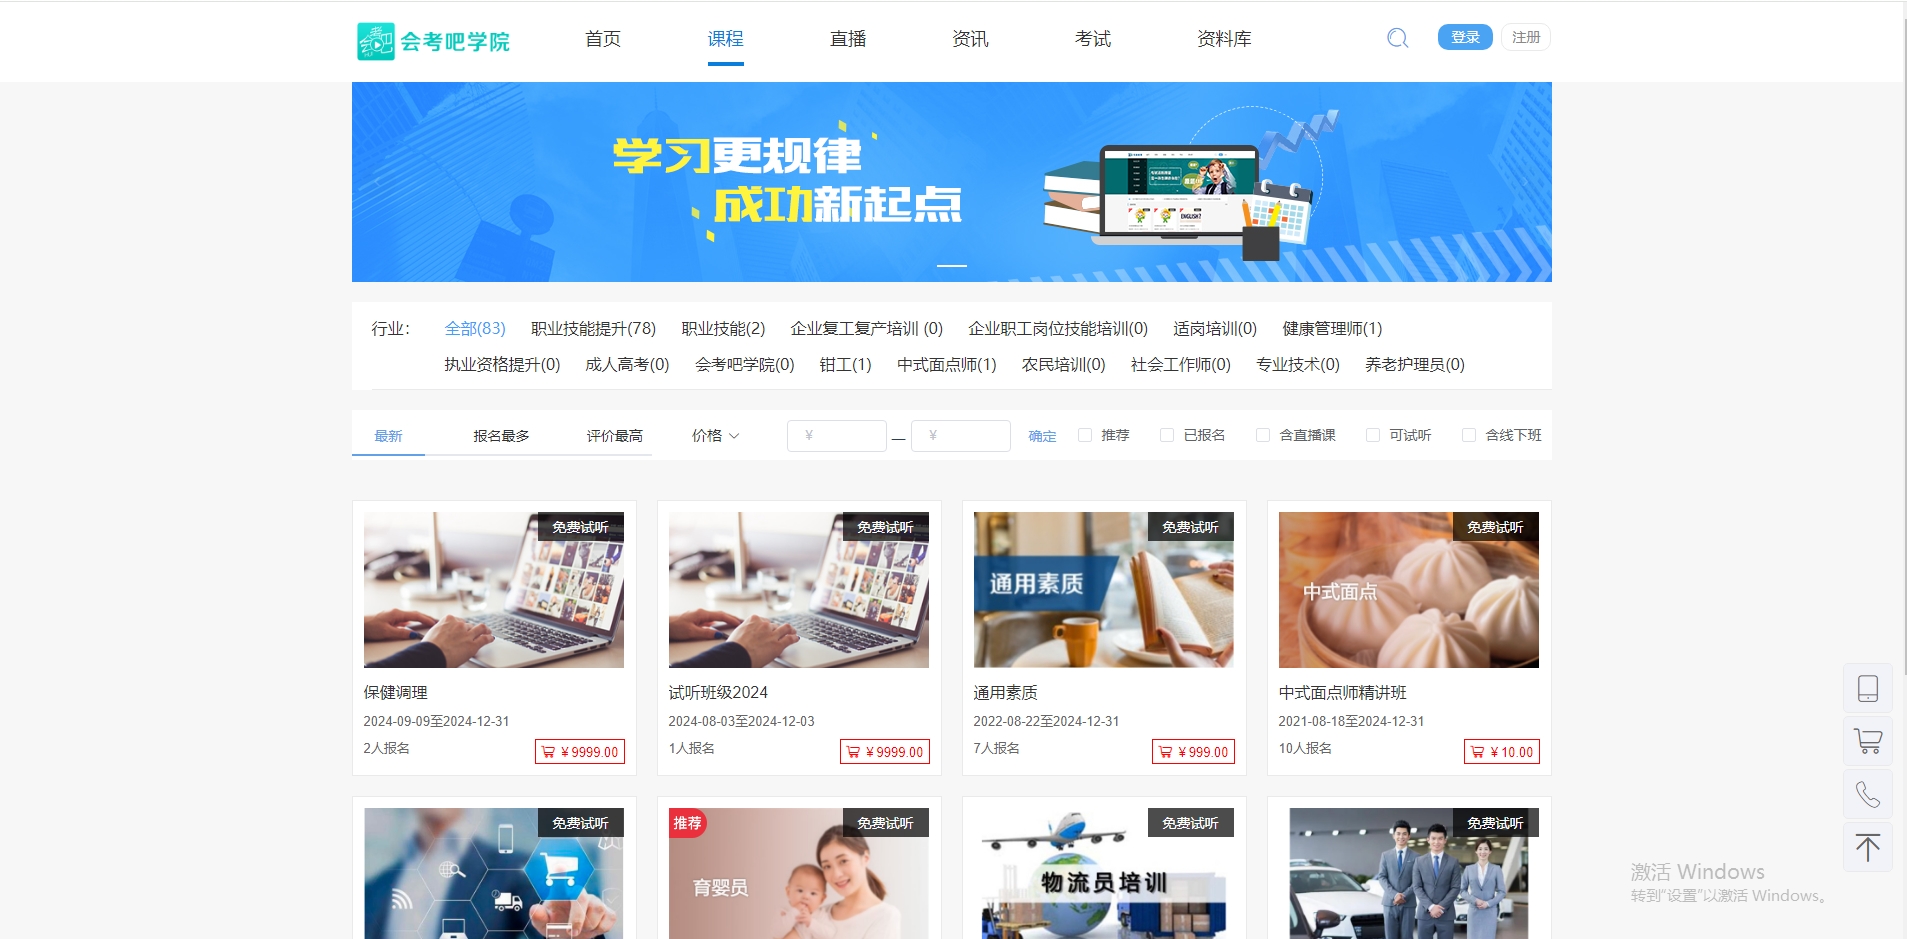 会考吧学院 首页 课程 直播 资讯 考试 资料库 登录 注册
学习更规律
成功新起点
行业： 全部(83) 职业技能提升(78) 职业技能(2) 企业复工复产培训 (0) 企业职工岗位技能培训(0) 适岗培训(0) 健康管理师(1)
执业资格提升(0) 成人高考(0) 会考吧学院(0) 钳工(1) 中式面点师(1) 农民培训(0) 社会工作师(0) 专业技术(0) 养老护理员(0)
最新 报名最多 评价最高 价格 ¥ — ¥ 确定 推荐 已报名 含直播课 可试听 含线下班
免费试听 免费试听 免费试听 免费试听
通用素质 中式面点
保健调理 试听班级2024 通用素质 中式面点师精讲班
2024-09-09至2024-12-31 2024-08-03至2024-12-03 2022-08-22至2024-12-31 2021-08-18至2024-12-31
2人报名 ¥9999.00 1人报名 ¥9999.00 7人报名 ¥999.00 10人报名 ¥10.00
免费试听 推荐 免费试听 免费试听 免费试听
育婴员 物流员培训
激活 Windows
转到"设置"以激活 Windows。